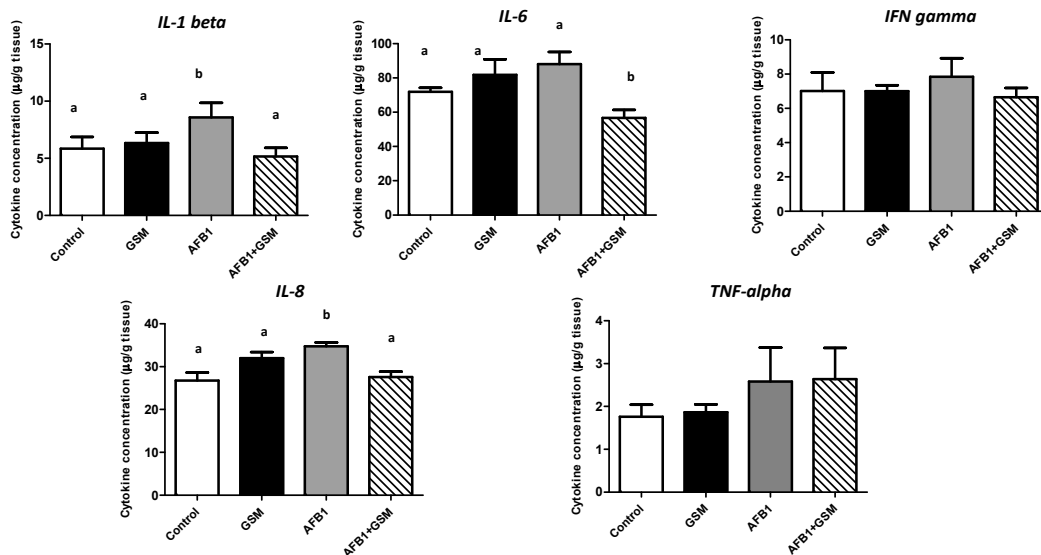 IL-1 beta
Cytokine concentration (µg/g tissue)
15
10
5
0
a
a
b
a
Control
GSM
AFB1
AFB1+GSM
IL-6
Cytokine concentration (µg/g tissue)
100
80
60
40
20
0
a
a
a
b
Control
GSM
AFB1
AFB1+GSM
IFN gamma
Cytokine concentration (µg/g tissue)
10
8
6
4
2
0
Control
GSM
AFB1
AFB1+GSM
IL-8
Cytokine concentration (µg/g tissue)
40
30
20
10
0
a
a
b
a
Control
GSM
AFB1
AFB1+GSM
TNF-alpha
Cytokine concentration (µg/g tissue)
4
3
2
1
0
Control
GSM
AFB1
AFB1+GSM